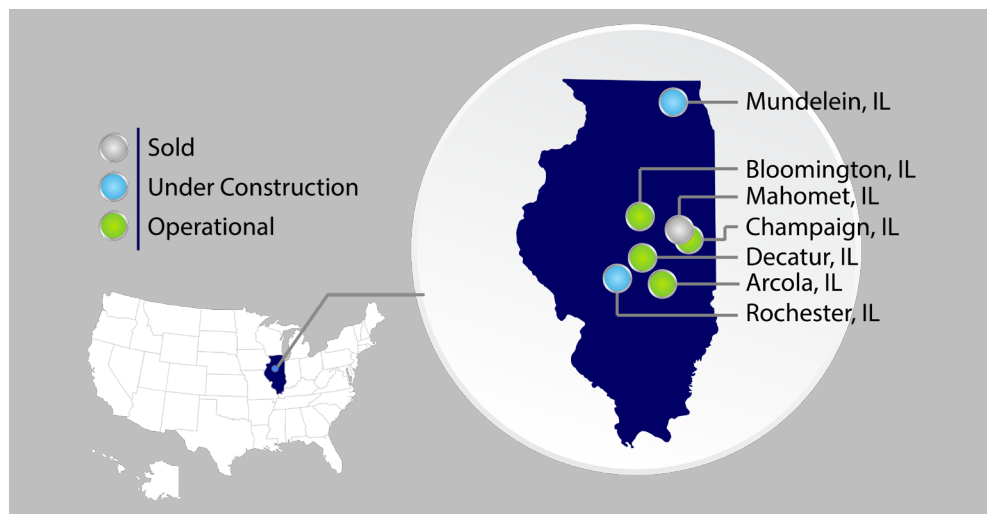 Sold
Under Construction
Operational
Mundelein, IL
Bloomington, IL
Mahomet, IL
Champaign, IL
Decatur, IL
Arcola, IL
Rochester, IL